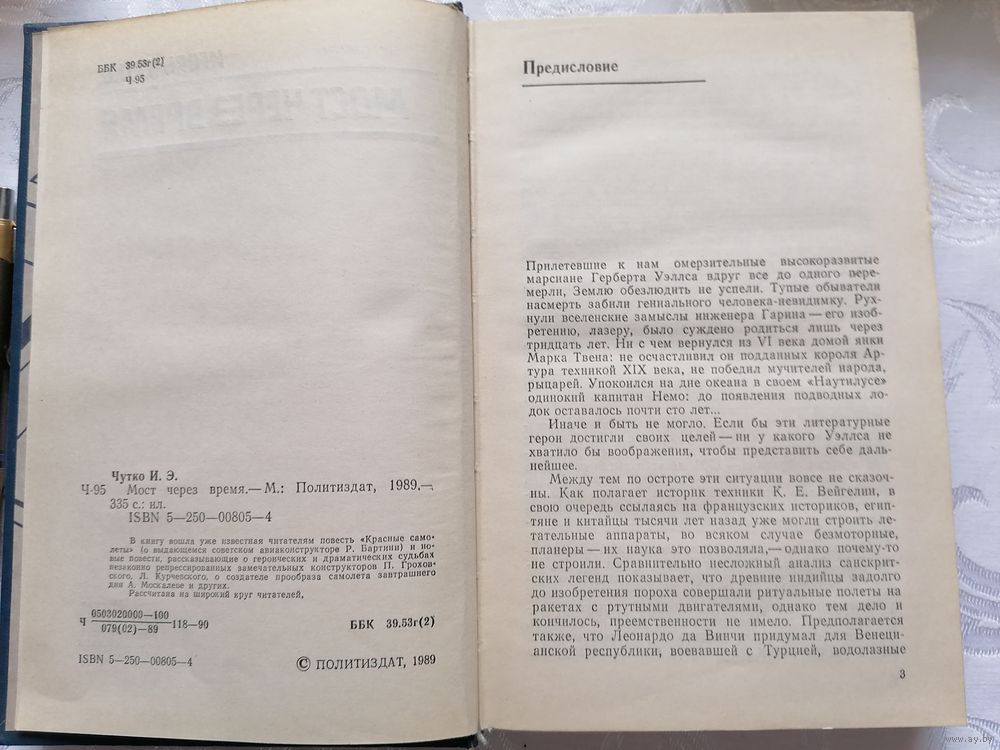 ББК 39.53г(2)
Ч-95
Чутко И. Э.
Ч-95 Мост через время.—М.: Политиздат, 1989.—
335 с.: ил.
ISBN 5—250—00805—4
В книгу вошла уже известная читателям повесть «Красные само-
леты» (о выдающемся советском авиаконструкторе Р. Бартини) и но-
вые повести, рассказывающие о героических и драматических судьбах
незаконно репрессированных замечательных конструкторов П. Грохов-
ского, Л. Курчевского, о создателе прообраза самолета завтрашнего
дня А. Москалеве и других.
Рассчитана на широкий круг читателей.
Ч 0503020000—100
079(02)—89 118—90
ББК 39.53г(2)
ISBN 5—250—00805—4
© ПОЛИТИЗДАТ, 1989
Предисловие
Прилетевшие к нам омерзительные высокоразвитые
марсиане Герберта Уэллса вдруг все до одного пере-
мерли, Землю обезлюдить не успели. Тупые обыватели
насмерть забили гениального человека-невидимку. Рух-
нули вселенские замыслы инженера Гарина—его изоб-
ретению, лазеру, было суждено родиться лишь через
тридцать лет. Ни с чем вернулся из VI века домой янки
Марка Твена: не осчастливил он подданных короля Ар-
тура техникой XIX века, не победил мучителей народа,
рыцарей. Упокоился на дне океана в своем «Наутилусе»
одинокий капитан Немо: до появления подводных ло-
док оставалось почти сто лет...
Иначе и быть не могло. Если бы эти литературные
герои достигли своих целей—ни у какого Уэллса не
хватило бы воображения, чтобы представить себе даль-
нейшее.
Между тем по остроте эти ситуации вовсе не сказоч-
ны. Как полагает историк техники К. Е. Вейгелин, в
свою очередь ссылаясь на французских историков, егип-
тяне и китайцы тысячи лет назад уже могли строить ле-
тательные аппараты, во всяком случае безмоторные,
планеры—их наука это позволяла,—однако почему-то
не строили. Сравнительно несложный анализ санскрит-
ских легенд показывает, что древние индийцы задолго
до изобретения пороха совершали ритуальные полеты на
ракетах с ртутными двигателями, однако тем дело и
кончилось, преемственности не имело. Предполагается
также, что Леонардо да Винчи придумал для Венеци-
анской республики, воевавшей с Турцией, водолазные
3
www.ay.by